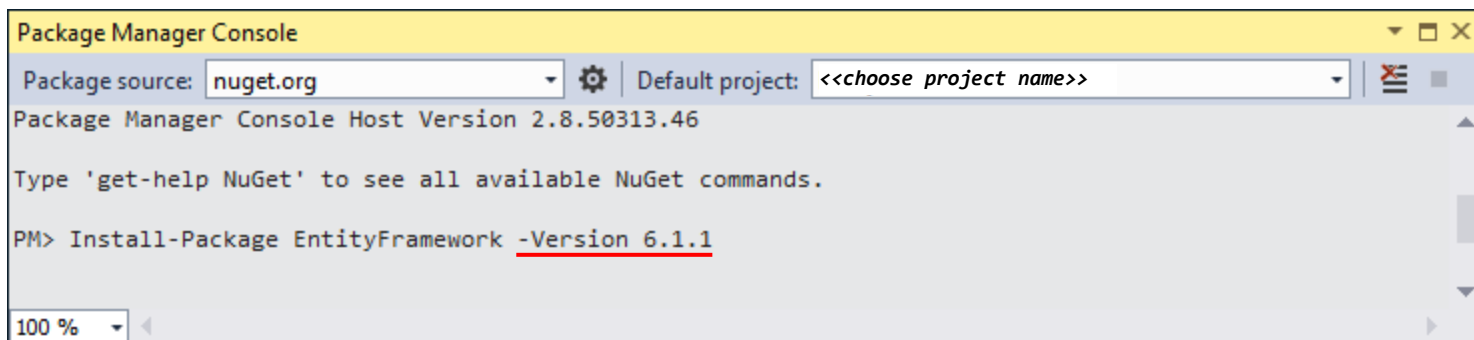 Package Manager Console
Package source: nuget.org Default project: <<choose project name>>
Package Manager Console Host Version 2.8.50313.46
Type 'get-help NuGet' to see all available NuGet commands.
PM> Install-Package EntityFramework -Version 6.1.1
100 %